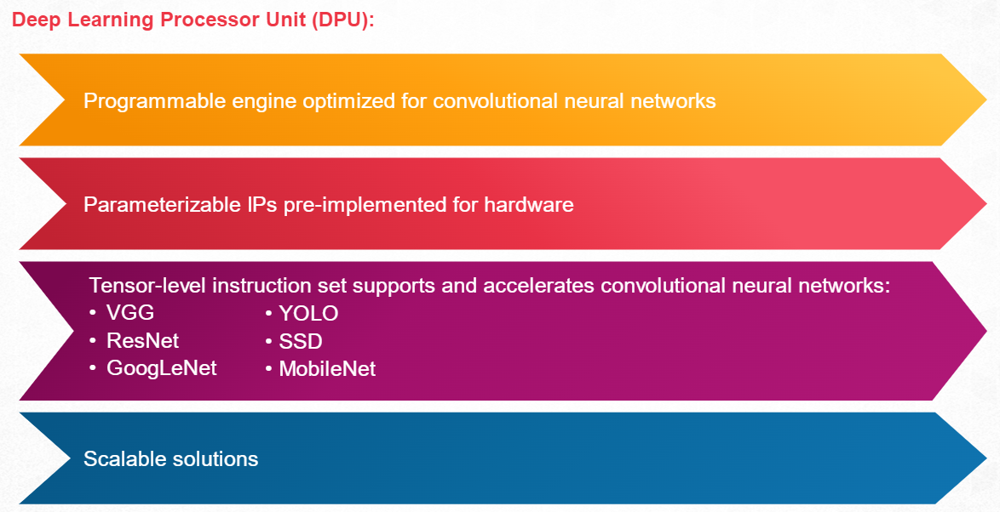 Deep Learning Processor Unit (DPU):
Programmable engine optimized for convolutional neural networks
Parameterizable IPs pre-implemented for hardware
Tensor-level instruction set supports and accelerates convolutional neural networks:
• VGG
• ResNet
• GoogLeNet
• YOLO
• SSD
• MobileNet
Scalable solutions